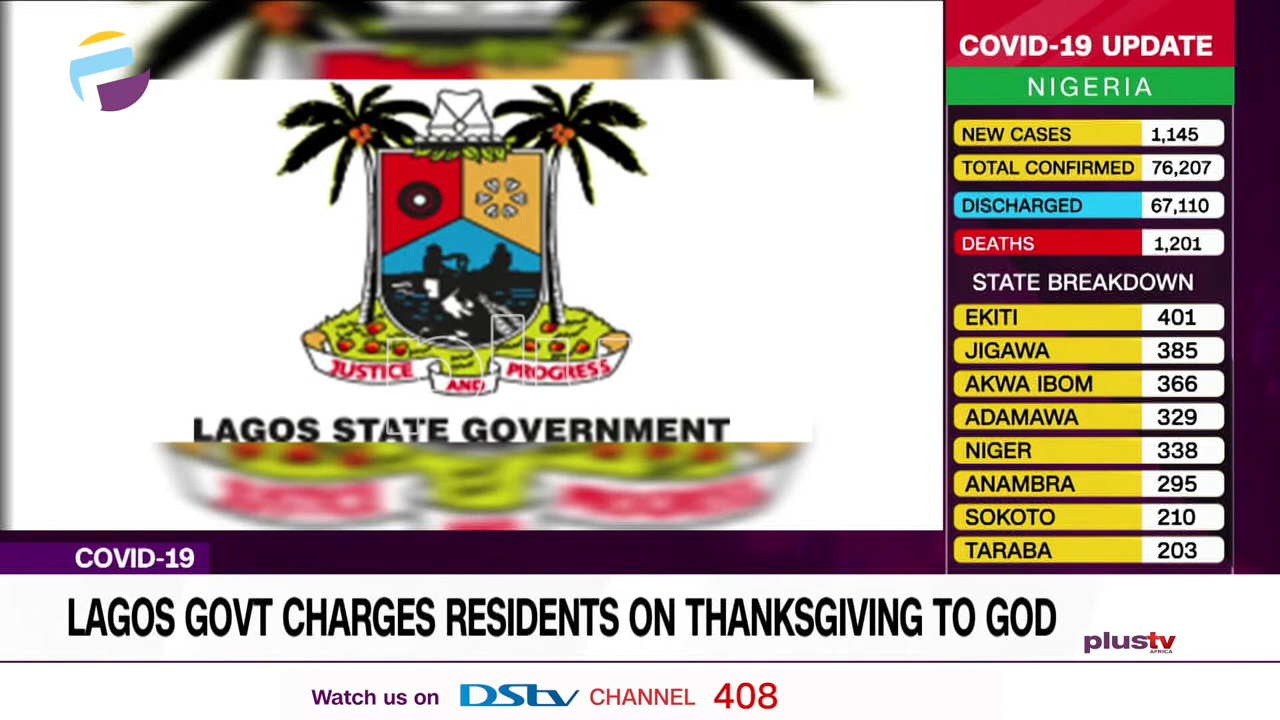 COVID-19 UPDATE
NIGERIA
NEW CASES 1,145
TOTAL CONFIRMED 76,207
DISCHARGED 67,110
DEATHS 1,201
STATE BREAKDOWN
EKITI 401
JIGAWA 385
AKWA IBOM 366
ADAMAWA 329
NIGER 338
ANAMBRA 295
SOKOTO 210
TARABA 203
JUSTICE AND PROGRESS
LAGOS STATE GOVERNMENT
COVID-19
LAGOS GOVT CHARGES RESIDENTS ON THANKSGIVING TO GOD
plustv
AFRICA
Watch us on DStv CHANNEL 408